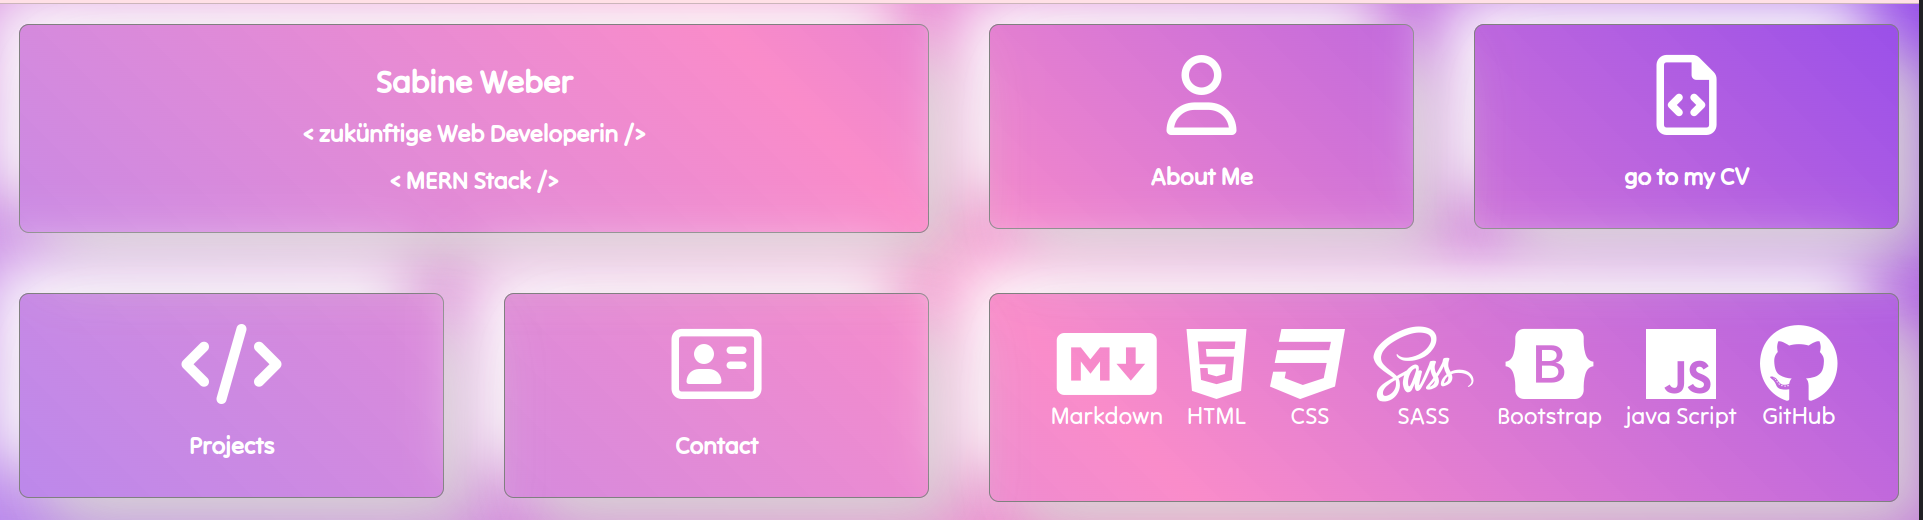 Sabine Weber
< zukünftige Web Developerin />
< MERN Stack />
About Me
go to my CV
Projects
Contact
M
5
Sass
B
JS
Markdown HTML CSS SASS Bootstrap java Script GitHub